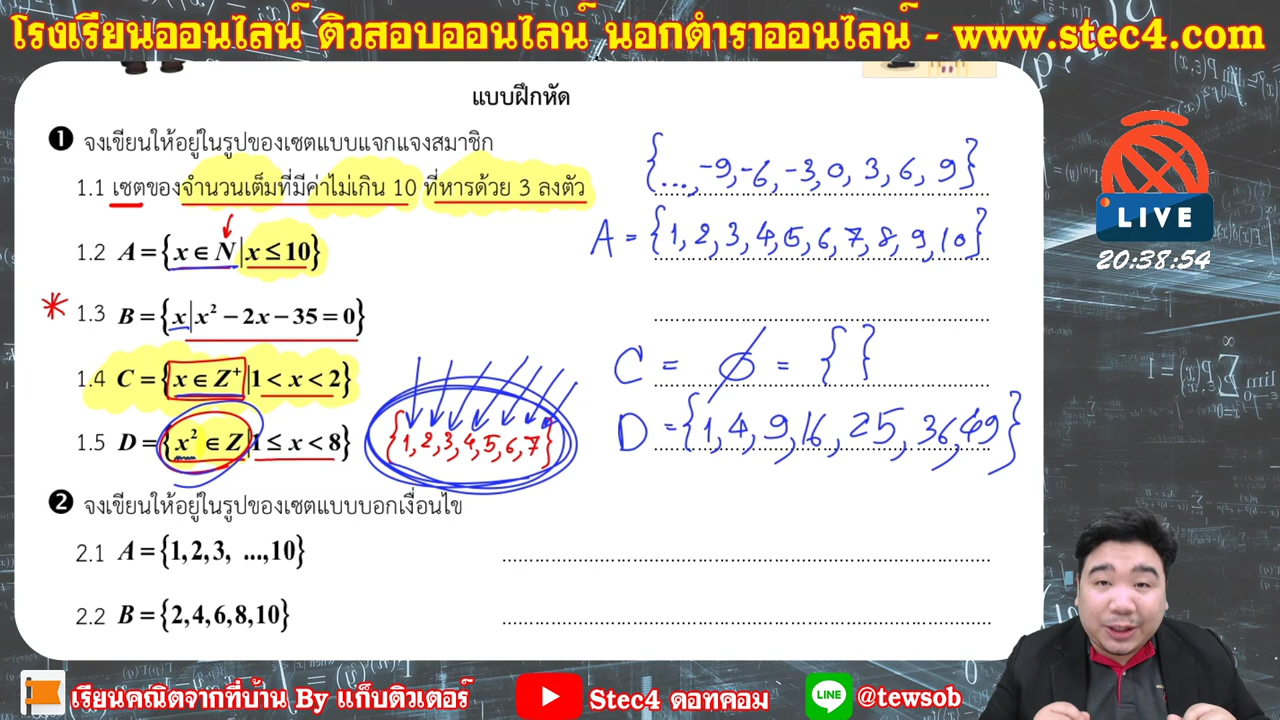 โรงเรียนออนไลน์ ติวสอบออนไลน์ นอกตำราออนไลน์ - www.stec4.com
แบบฝึกหัด
❶ จงเขียนให้อยู่ในรูปของเซตแบบแจกแจงสมาชิก
1.1 เซตของจำนวนเต็มที่มีค่าไม่เกิน 10 ที่หารด้วย 3 ลงตัว {..., -9, -6, -3, 0, 3, 6, 9}
1.2 A = {x ∈ N | x ≤ 10} A = {1, 2, 3, 4, 5, 6, 7, 8, 9, 10}
* 1.3 B = {x | x² − 2x − 35 = 0}
1.4 C = {x ∈ Z⁺ | 1 < x < 2} C = ∅ = { }
1.5 D = {x² ∈ Z | 1 ≤ x < 8} {1, 2, 3, 4, 5, 6, 7} D = {1, 4, 9, 16, 25, 36, 49}
❷ จงเขียนให้อยู่ในรูปของเซตแบบบอกเงื่อนไข
2.1 A = {1, 2, 3, ..., 10}
2.2 B = {2, 4, 6, 8, 10}
LIVE
20:38:54
เรียนคณิตจากที่บ้าน By แก็บติวเตอร์ Stec4 ดอทคอม LINE @tewsob